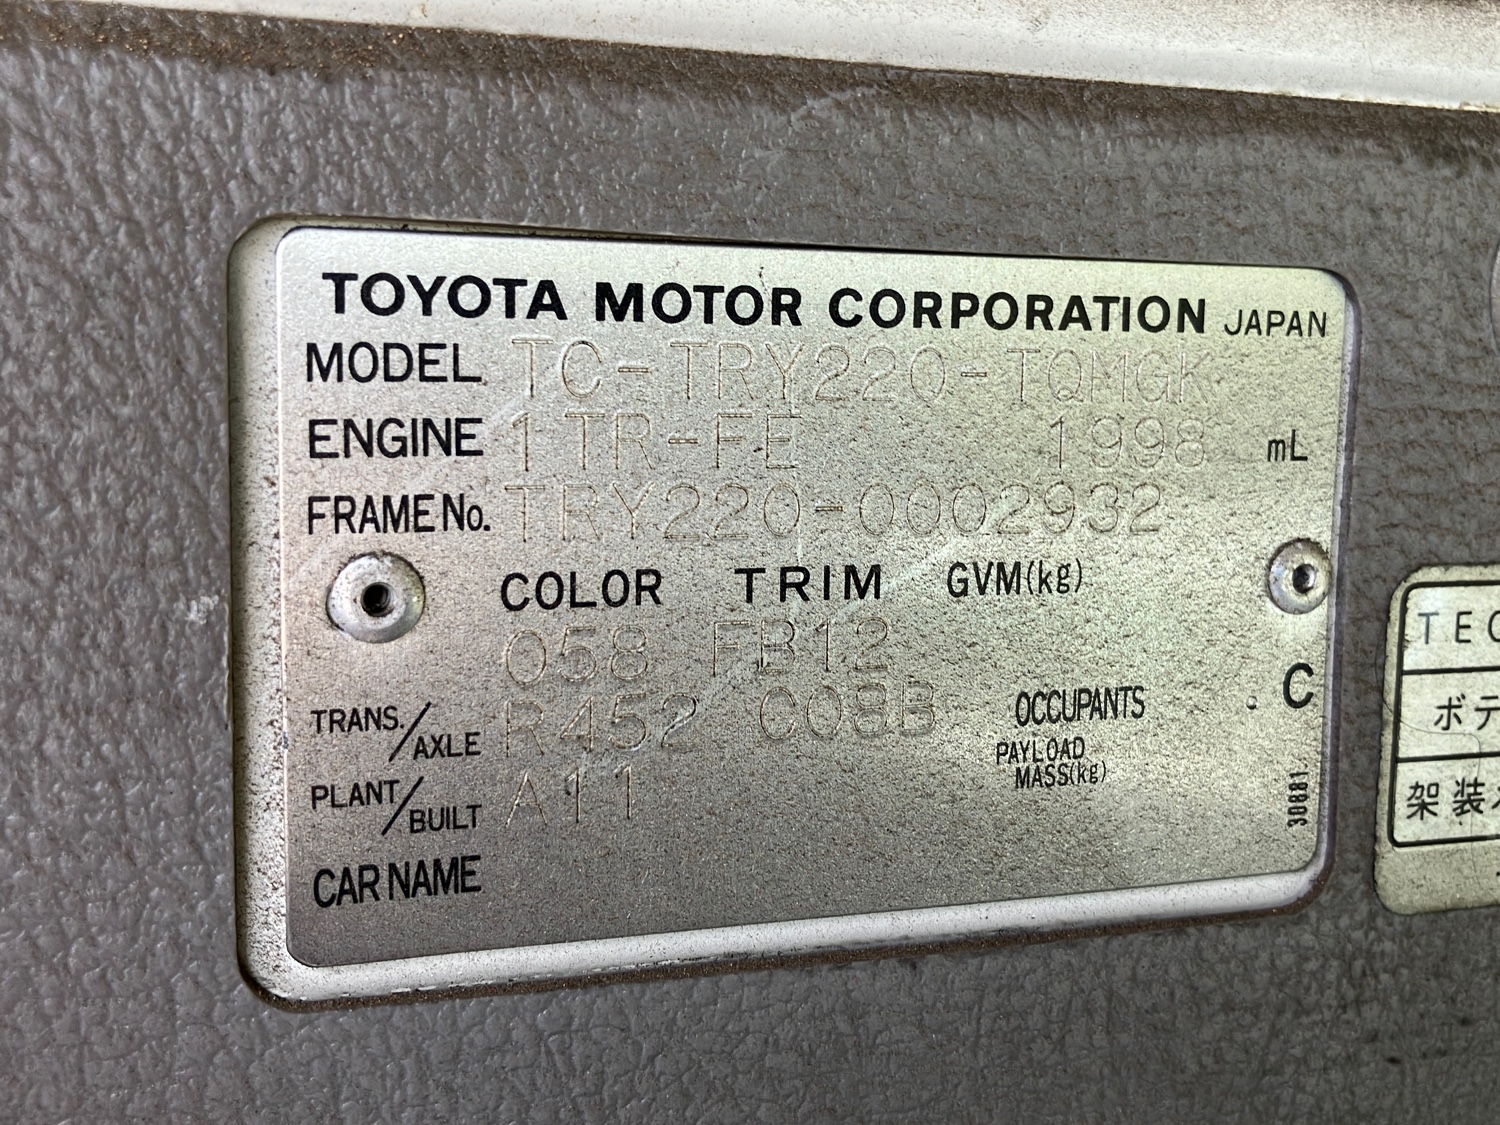 TOYOTA MOTOR CORPORATION JAPAN
MODEL TC-TRY220-TQMGK
ENGINE 1TR-FE 1998 mL
FRAME No. TRY220-0002932
COLOR TRIM GVM(kg)
058 FB12
TRANS./AXLE R452 C08B OCCUPANTS C
PAYLOAD MASS(kg)
PLANT/BUILT A11
30881
CAR NAME
TEC
ボデ
架装